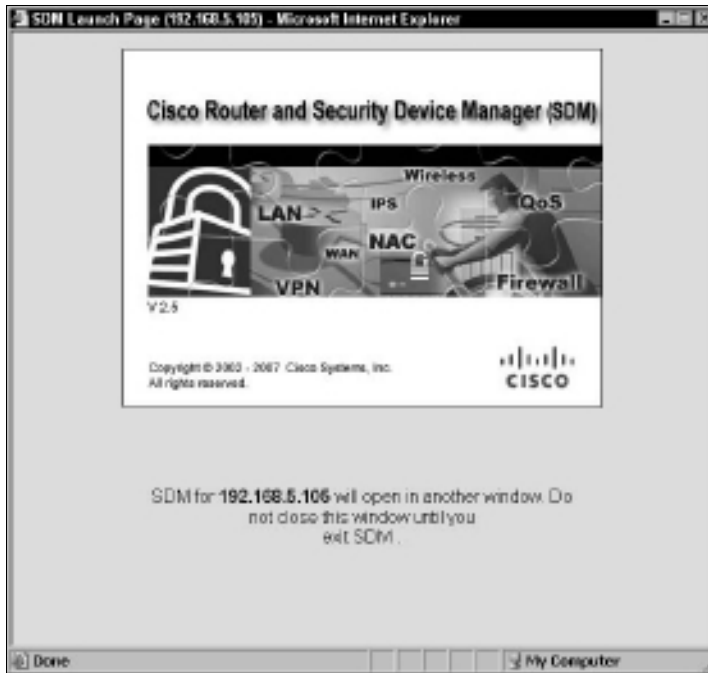 SDM Launch Page (192.168.5.105) - Microsoft Internet Explorer
Cisco Router and Security Device Manager (SDM)
Wireless
LAN
IPS
QoS
WAN
NAC
VPN
Firewall
V 2.5
Copyright © 2002 - 2007 Cisco Systems, Inc.
All rights reserved.
CISCO
SDM for 192.168.5.105 will open in another window. Do
not close this window until you
exit SDM .
Done
My Computer